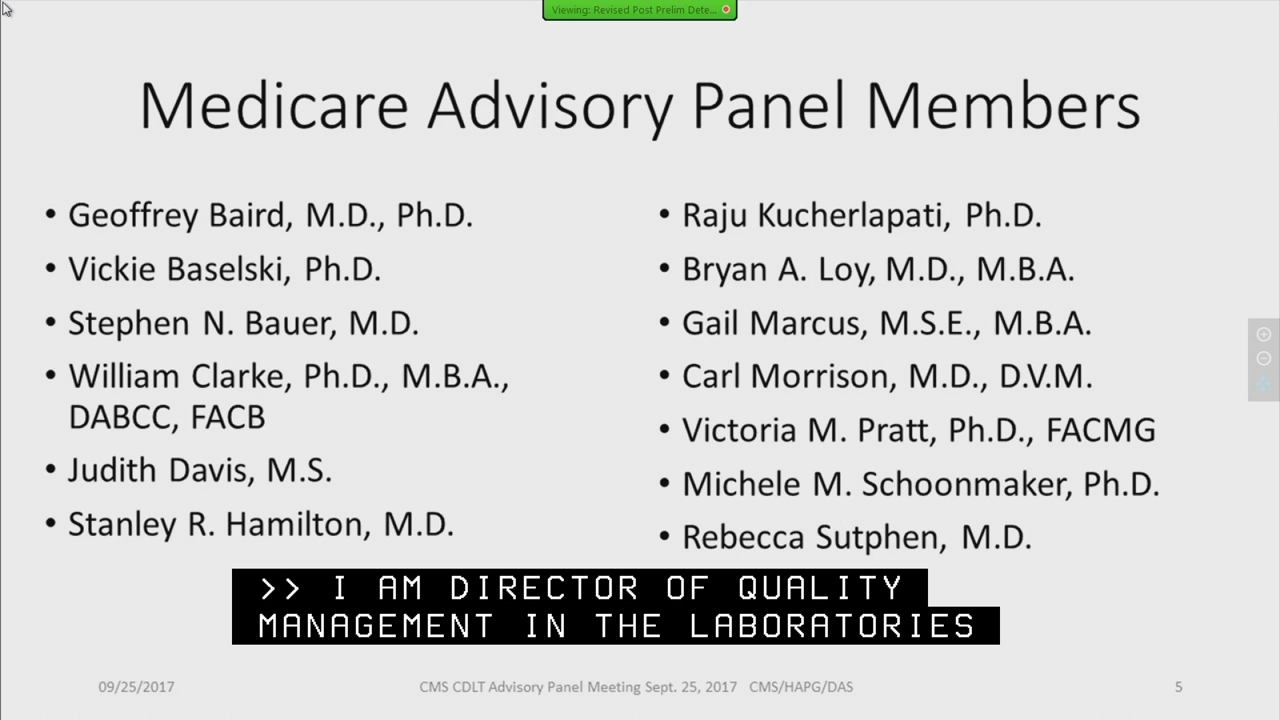 Viewing: Revised Post Prelim Dete...
Medicare Advisory Panel Members
• Geoffrey Baird, M.D., Ph.D.
• Vickie Baselski, Ph.D.
• Stephen N. Bauer, M.D.
• William Clarke, Ph.D., M.B.A.,
DABCC, FACB
• Judith Davis, M.S.
• Stanley R. Hamilton, M.D.
• Raju Kucherlapati, Ph.D.
• Bryan A. Loy, M.D., M.B.A.
• Gail Marcus, M.S.E., M.B.A.
• Carl Morrison, M.D., D.V.M.
• Victoria M. Pratt, Ph.D., FACMG
• Michele M. Schoonmaker, Ph.D.
• Rebecca Sutphen, M.D.
>> I AM DIRECTOR OF QUALITY
MANAGEMENT IN THE LABORATORIES
09/25/2017 CMS CDLT Advisory Panel Meeting Sept. 25, 2017 CMS/HAPG/DAS 5